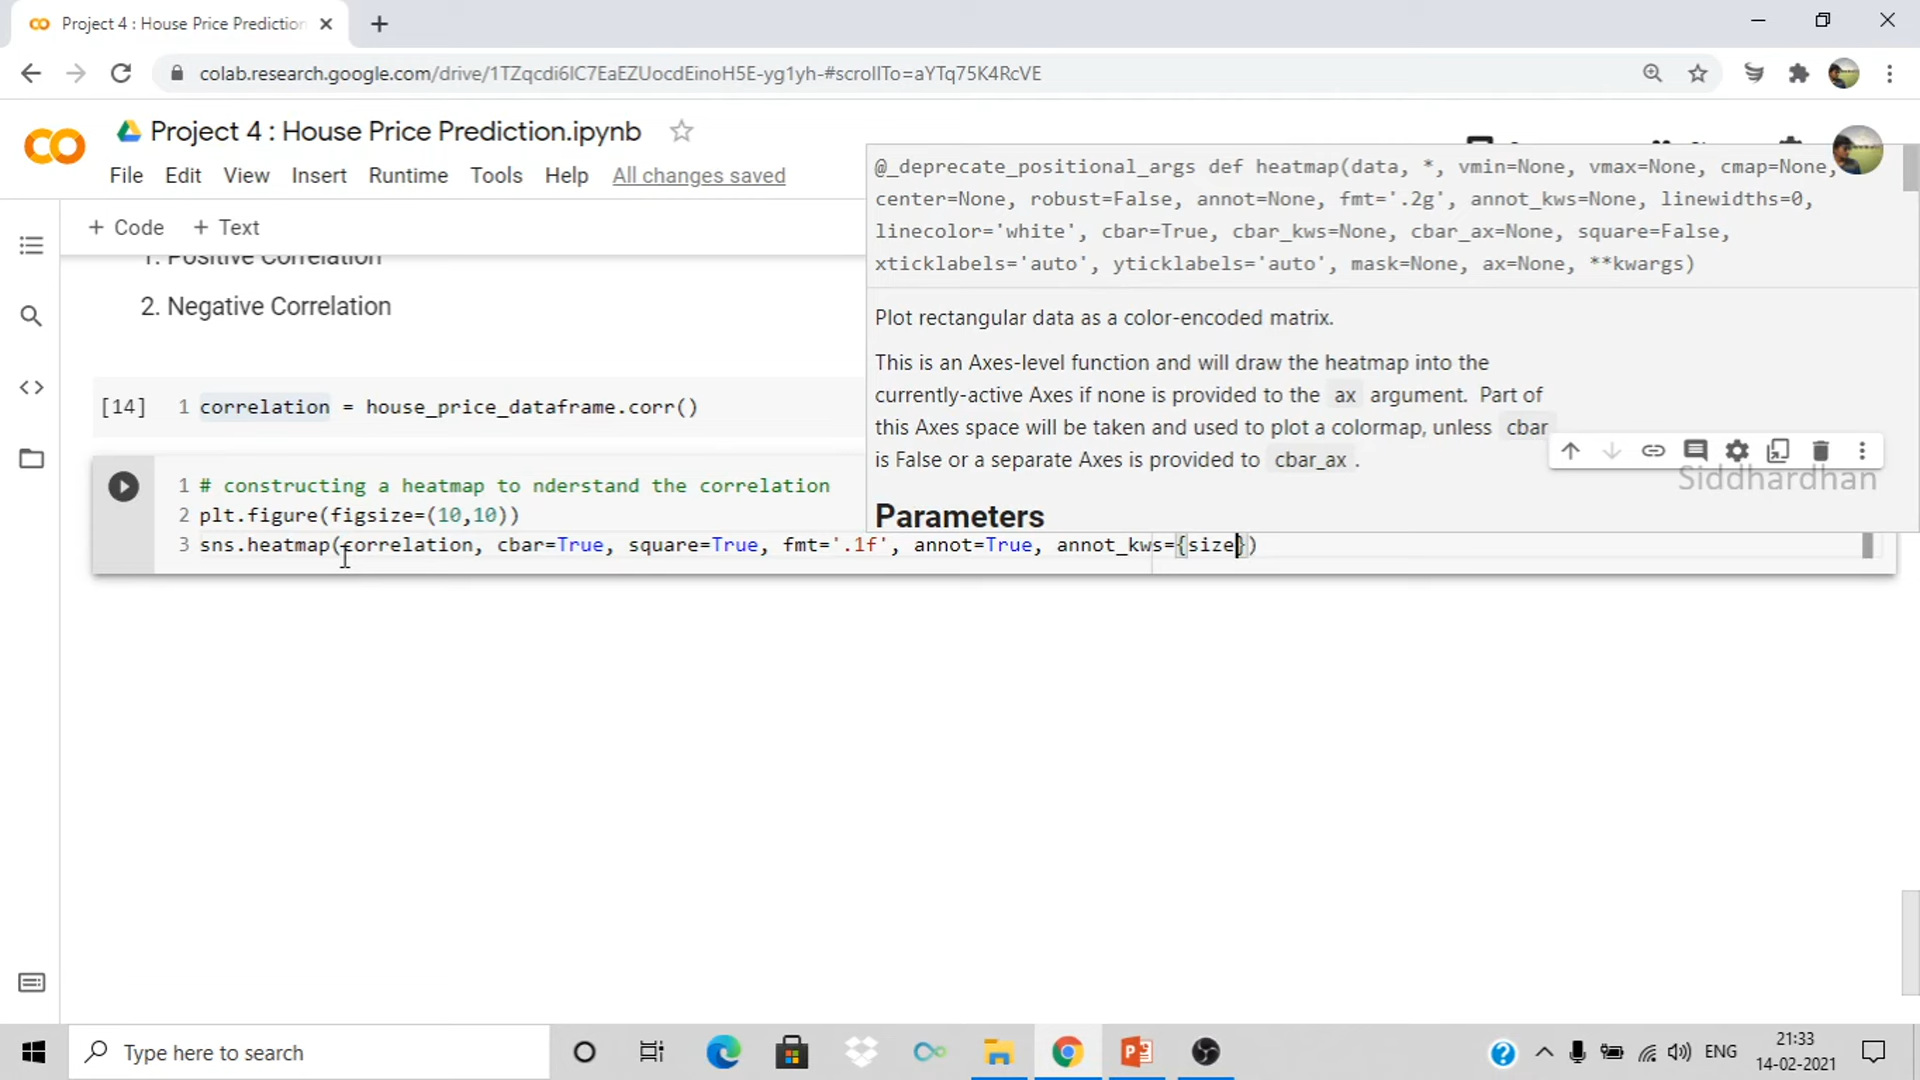 Project 4 : House Price Prediction
colab.research.google.com/drive/1TZqcdi6lC7EaEZUocdEinoH5E-yg1yh-#scrollTo=aYTq75K4RcVE
Project 4 : House Price Prediction.ipynb
File Edit View Insert Runtime Tools Help All changes saved
+ Code + Text
@_deprecate_positional_args def heatmap(data, *, vmin=None, vmax=None, cmap=None,
center=None, robust=False, annot=None, fmt='.2g', annot_kws=None, linewidths=0,
linecolor='white', cbar=True, cbar_kws=None, cbar_ax=None, square=False,
xticklabels='auto', yticklabels='auto', mask=None, ax=None, **kwargs)
Plot rectangular data as a color-encoded matrix.
This is an Axes-level function and will draw the heatmap into the
currently-active Axes if none is provided to the ax argument. Part of
this Axes space will be taken and used to plot a colormap, unless cbar
is False or a separate Axes is provided to cbar_ax .
Parameters
Siddhardhan
1. Positive Correlation
2. Negative Correlation
[14] 1 correlation = house_price_dataframe.corr()
1 # constructing a heatmap to nderstand the correlation
2 plt.figure(figsize=(10,10))
3 sns.heatmap(correlation, cbar=True, square=True, fmt='.1f', annot=True, annot_kws={size})
Type here to search
ENG
21:33
14-02-2021